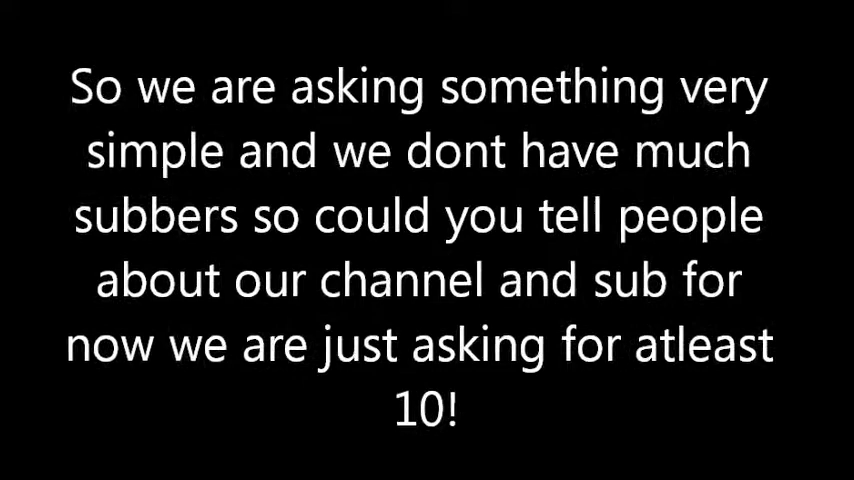 So we are asking something very
simple and we dont have much
subbers so could you tell people
about our channel and sub for
now we are just asking for atleast
10!